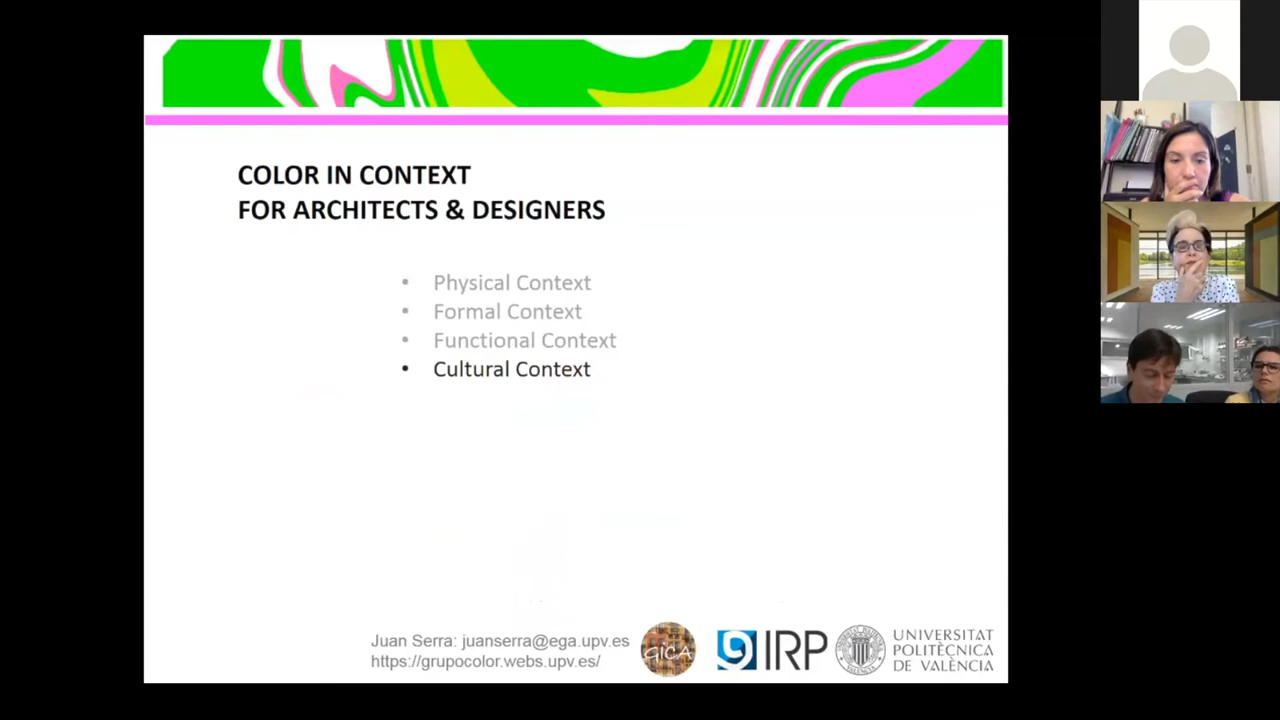 COLOR IN CONTEXT
FOR ARCHITECTS & DESIGNERS
• Physical Context
• Formal Context
• Functional Context
• Cultural Context
Juan Serra: juanserra@ega.upv.es
https://grupocolor.webs.upv.es/
GICA
IRP
UNIVERSITAT
POLITÈCNICA
DE VALÈNCIA